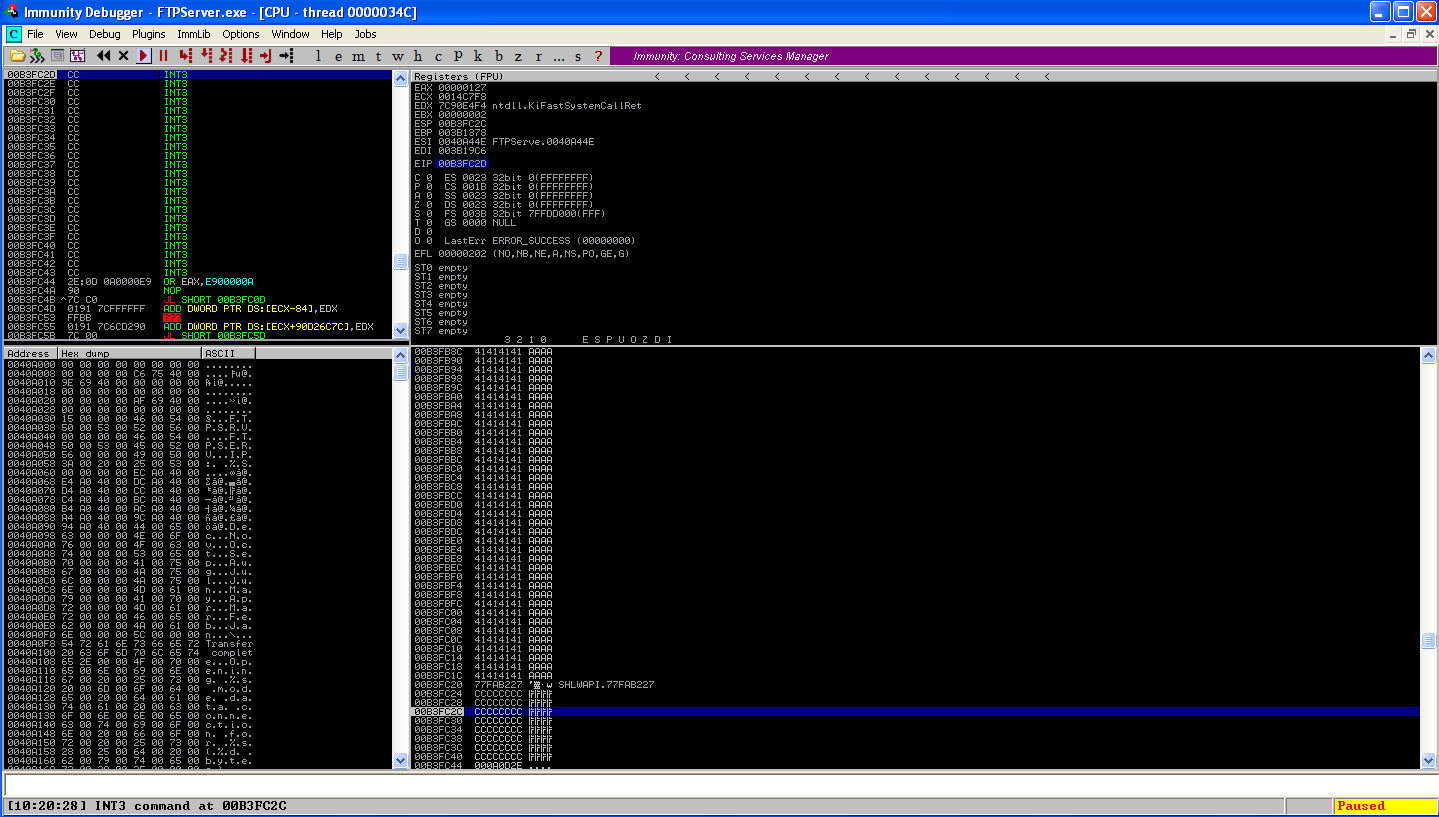 Immunity Debugger - FTPServer.exe - [CPU - thread 0000034C]
File View Debug Plugins ImmLib Options Window Help Jobs
l e m t w h c p k b z r ... s ?
Immunity: Consulting Services Manager
00B3FC2D CC INT3
00B3FC2E CC INT3
00B3FC2F CC INT3
00B3FC30 CC INT3
00B3FC31 CC INT3
00B3FC32 CC INT3
00B3FC33 CC INT3
00B3FC34 CC INT3
00B3FC35 CC INT3
00B3FC36 CC INT3
00B3FC37 CC INT3
00B3FC38 CC INT3
00B3FC39 CC INT3
00B3FC3A CC INT3
00B3FC3B CC INT3
00B3FC3C CC INT3
00B3FC3D CC INT3
00B3FC3E CC INT3
00B3FC3F CC INT3
00B3FC40 CC INT3
00B3FC41 CC INT3
00B3FC42 CC INT3
00B3FC43 CC INT3
00B3FC44 2E:0D 0A0000E9 OR EAX,E900000A
00B3FC4A 90 NOP
00B3FC4B ^7C C0 JL SHORT 00B3FC0D
00B3FC4D 0191 7CFFFFFF ADD DWORD PTR DS:[ECX-84],EDX
00B3FC53 FFBB ???
00B3FC55 0191 7C6CD290 ADD DWORD PTR DS:[ECX+90D26C7C],EDX
00B3FC5B 7C 00 JL SHORT 00B3FC5D
Registers (FPU) < < < < < < < < < < < < < <
EAX 00000127
ECX 0014C7F8
EDX 7C90E4F4 ntdll.KiFastSystemCallRet
EBX 00000002
ESP 00B3FC2C
EBP 003B1378
ESI 0040A44E FTPServe.0040A44E
EDI 003B19C6
EIP 00B3FC2D
C 0 ES 0023 32bit 0(FFFFFFFF)
P 0 CS 001B 32bit 0(FFFFFFFF)
A 0 SS 0023 32bit 0(FFFFFFFF)
Z 0 DS 0023 32bit 0(FFFFFFFF)
S 0 FS 003B 32bit 7FFDD000(FFF)
T 0 GS 0000 NULL
D 0
O 0 LastErr ERROR_SUCCESS (00000000)
EFL 00000202 (NO,NB,NE,A,NS,PO,GE,G)
ST0 empty
ST1 empty
ST2 empty
ST3 empty
ST4 empty
ST5 empty
ST6 empty
ST7 empty
3 2 1 0 E S P U O Z D I
Address Hex dump ASCII
0040A000 00 00 00 00 00 00 00 00 ........
0040A008 00 00 00 00 C6 75 40 00
0040A010 9E 69 40 00 00 00 00 00
0040A018 00 00 00 00 00 00 00 00 ........
0040A020 00 00 00 00 AF 69 40 00 ....»i@.
0040A028 00 00 00 00 00 00 00 00 ........
0040A030 15 00 00 00 46 00 54 00 §...F.T.
0040A038 50 00 53 00 52 00 56 00 P.S.R.V.
0040A040 00 00 00 00 46 00 54 00 ....F.T.
0040A048 50 00 53 00 45 00 52 00 P.S.E.R.
0040A050 56 00 00 00 49 00 50 00 V...I.P.
0040A058 3A 00 20 00 25 00 53 00 :. .%.S.
0040A060 00 00 00 00 EC A0 40 00 ....∞á@.
0040A068 E4 A0 40 00 DC A0 40 00 Σá@.▄á@.
0040A070 D4 A0 40 00 CC A0 40 00 ╘á@.╠á@.
0040A078 C4 A0 40 00 BC A0 40 00 ─á@.╝á@.
0040A080 B4 A0 40 00 AC A0 40 00 ┤á@.¼á@.
0040A088 A4 A0 40 00 9C A0 40 00 ñá@.£á@.
0040A090 94 A0 40 00 44 00 65 00 öá@.D.e.
0040A098 63 00 00 00 4E 00 6F 00 c...N.o.
0040A0A0 76 00 00 00 4F 00 63 00 v...O.c.
0040A0A8 74 00 00 00 53 00 65 00 t...S.e.
0040A0B0 70 00 00 00 41 00 75 00 p...A.u.
0040A0B8 67 00 00 00 4A 00 75 00 g...J.u.
0040A0C0 6C 00 00 00 4A 00 75 00 l...J.u.
0040A0C8 6E 00 00 00 4D 00 61 00 n...M.a.
0040A0D0 79 00 00 00 41 00 70 00 y...A.p.
0040A0D8 72 00 00 00 4D 00 61 00 r...M.a.
0040A0E0 72 00 00 00 46 00 65 00 r...F.e.
0040A0E8 62 00 00 00 4A 00 61 00 b...J.a.
0040A0F0 6E 00 00 00 5C 00 00 00 n...\...
0040A0F8 54 72 61 6E 73 66 65 72 Transfer
0040A100 20 63 6F 6D 70 6C 65 74 complet
0040A108 65 2E 00 00 4F 00 70 00 e...O.p.
0040A110 65 00 6E 00 69 00 6E 00 e.n.i.n.
0040A118 67 00 20 00 25 00 73 00 g. .%.s.
0040A120 20 00 6D 00 6F 00 64 00 .m.o.d.
0040A128 65 00 20 00 64 00 61 00 e. .d.a.
0040A130 74 00 61 00 20 00 63 00 t.a. .c.
0040A138 6F 00 6E 00 6E 00 65 00 o.n.n.e.
0040A140 63 00 74 00 69 00 6F 00 c.t.i.o.
0040A148 6E 00 20 00 66 00 6F 00 n. .f.o.
0040A150 72 00 20 00 25 00 73 00 r. .%.s.
0040A158 28 00 25 00 64 00 20 00 (.%.d. .
0040A160 62 00 79 00 74 00 65 00 b.y.t.e.
00B3FB8C 41414141 AAAA
00B3FB90 41414141 AAAA
00B3FB94 41414141 AAAA
00B3FB98 41414141 AAAA
00B3FB9C 41414141 AAAA
00B3FBA0 41414141 AAAA
00B3FBA4 41414141 AAAA
00B3FBA8 41414141 AAAA
00B3FBAC 41414141 AAAA
00B3FBB0 41414141 AAAA
00B3FBB4 41414141 AAAA
00B3FBB8 41414141 AAAA
00B3FBBC 41414141 AAAA
00B3FBC0 41414141 AAAA
00B3FBC4 41414141 AAAA
00B3FBC8 41414141 AAAA
00B3FBCC 41414141 AAAA
00B3FBD0 41414141 AAAA
00B3FBD4 41414141 AAAA
00B3FBD8 41414141 AAAA
00B3FBDC 41414141 AAAA
00B3FBE0 41414141 AAAA
00B3FBE4 41414141 AAAA
00B3FBE8 41414141 AAAA
00B3FBEC 41414141 AAAA
00B3FBF0 41414141 AAAA
00B3FBF4 41414141 AAAA
00B3FBF8 41414141 AAAA
00B3FBFC 41414141 AAAA
00B3FC00 41414141 AAAA
00B3FC04 41414141 AAAA
00B3FC08 41414141 AAAA
00B3FC0C 41414141 AAAA
00B3FC10 41414141 AAAA
00B3FC14 41414141 AAAA
00B3FC18 41414141 AAAA
00B3FC1C 41414141 AAAA
00B3FC20 77FAB227 SHLWAPI.77FAB227
00B3FC24 CCCCCCCC ╠╠╠╠
00B3FC28 CCCCCCCC ╠╠╠╠
00B3FC2C CCCCCCCC ╠╠╠╠
00B3FC30 CCCCCCCC ╠╠╠╠
00B3FC34 CCCCCCCC ╠╠╠╠
00B3FC38 CCCCCCCC ╠╠╠╠
00B3FC3C CCCCCCCC ╠╠╠╠
00B3FC40 CCCCCCCC ╠╠╠╠
00B3FC44 000A0D2E ....
[10:20:28] INT3 command at 00B3FC2C
Paused